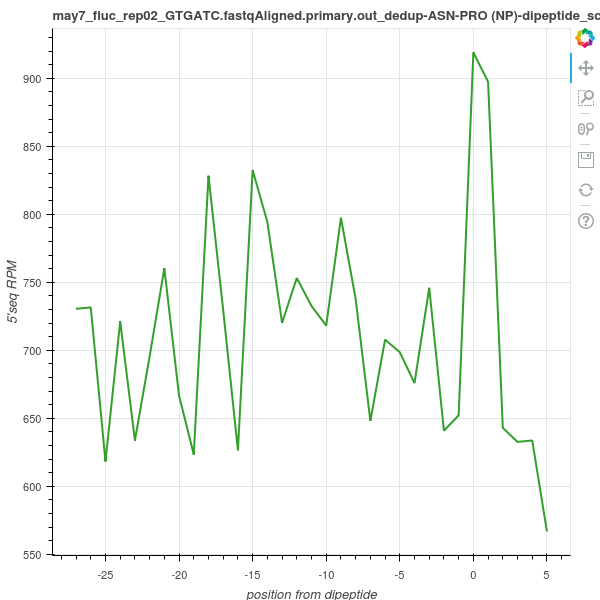 may7_fluc_rep02_GTGATC.fastqAligned.primary.out_dedup-ASN-PRO (NP)-dipeptide_sc
900
850
800
750
700
650
600
550
5'seq RPM
-25 -20 -15 -10 -5 0 5
position from dipeptide